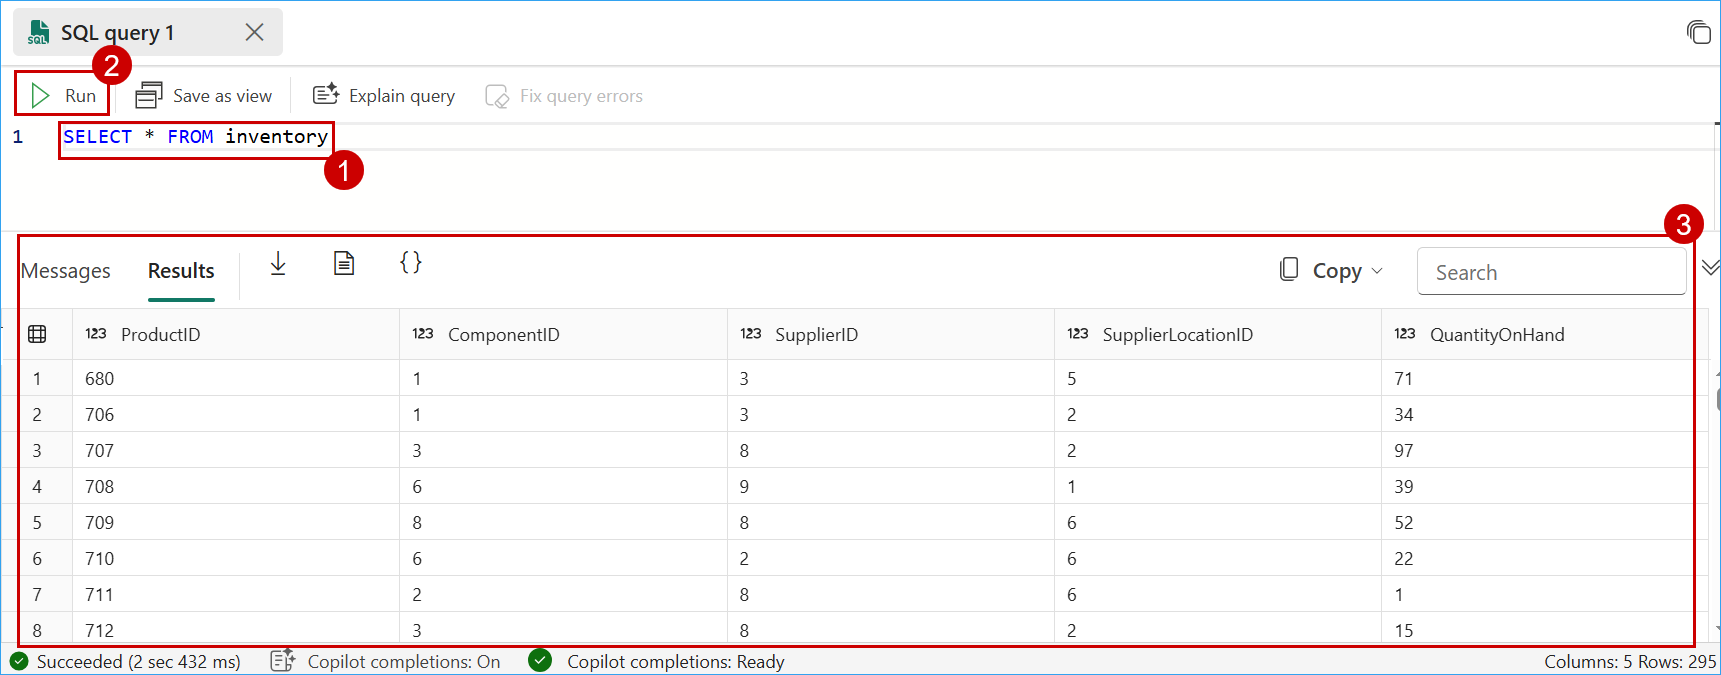 SQL query 1
2
Run Save as view Explain query Fix query errors
1 SELECT * FROM inventory
1
3
Messages Results {} Copy Search
123 ProductID 123 ComponentID 123 SupplierID 123 SupplierLocationID 123 QuantityOnHand
1 680 1 3 5 71
2 706 1 3 2 34
3 707 3 8 2 97
4 708 6 9 1 39
5 709 8 8 6 52
6 710 6 2 6 22
7 711 2 8 6 1
8 712 3 8 2 15
Succeeded (2 sec 432 ms) Copilot completions: On Copilot completions: Ready Columns: 5 Rows: 295